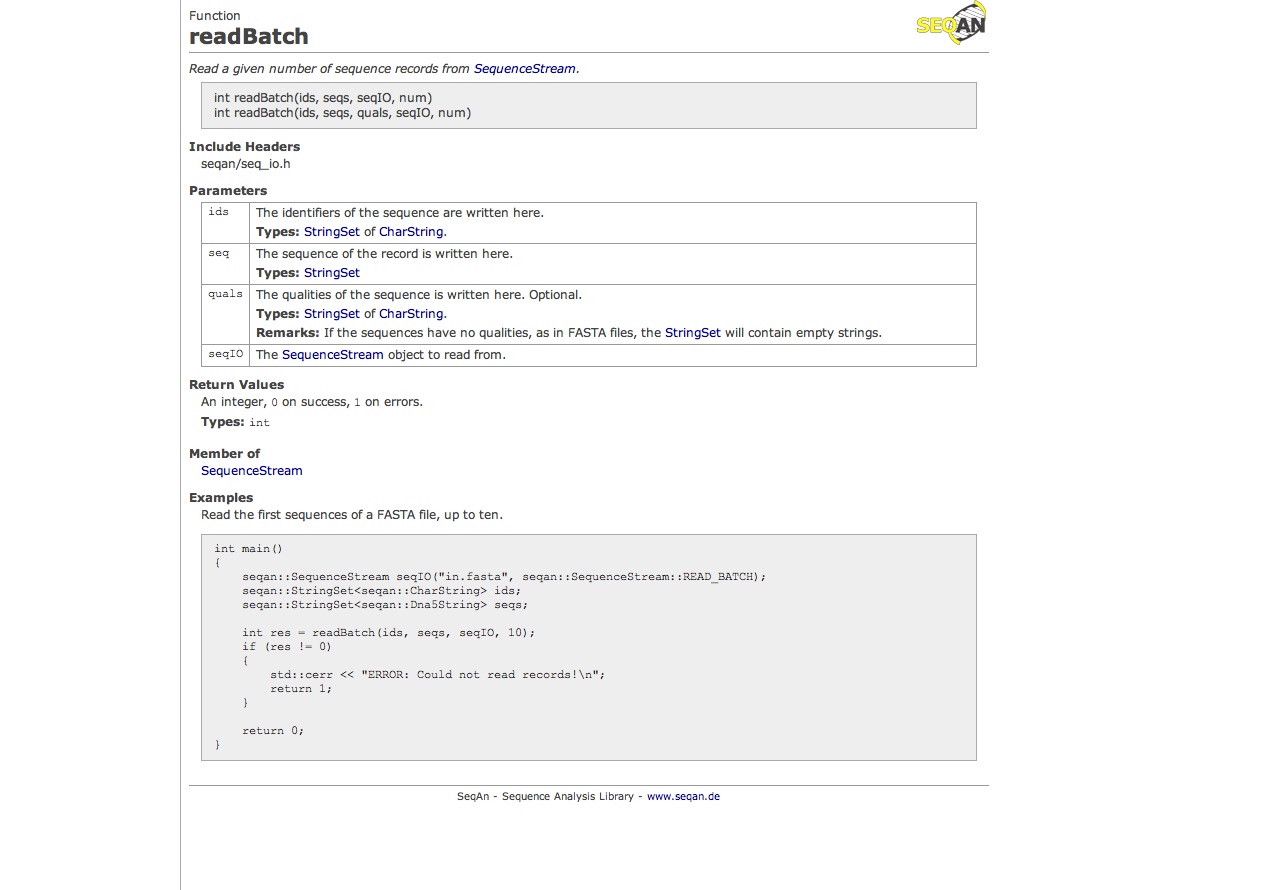 Function
readBatch
SEQAN
Read a given number of sequence records from SequenceStream.
int readBatch(ids, seqs, seqIO, num)
int readBatch(ids, seqs, quals, seqIO, num)
Include Headers
seqan/seq_io.h
Parameters
ids The identifiers of the sequence are written here.
Types: StringSet of CharString.
seq The sequence of the record is written here.
Types: StringSet
quals The qualities of the sequence is written here. Optional.
Types: StringSet of CharString.
Remarks: If the sequences have no qualities, as in FASTA files, the StringSet will contain empty strings.
seqIO The SequenceStream object to read from.
Return Values
An integer, 0 on success, 1 on errors.
Types: int
Member of
SequenceStream
Examples
Read the first sequences of a FASTA file, up to ten.
int main()
{
    seqan::SequenceStream seqIO("in.fasta", seqan::SequenceStream::READ_BATCH);
    seqan::StringSet<seqan::CharString> ids;
    seqan::StringSet<seqan::Dna5String> seqs;
    int res = readBatch(ids, seqs, seqIO, 10);
    if (res != 0)
    {
        std::cerr << "ERROR: Could not read records!\n";
        return 1;
    }
    return 0;
}
SeqAn - Sequence Analysis Library - www.seqan.de